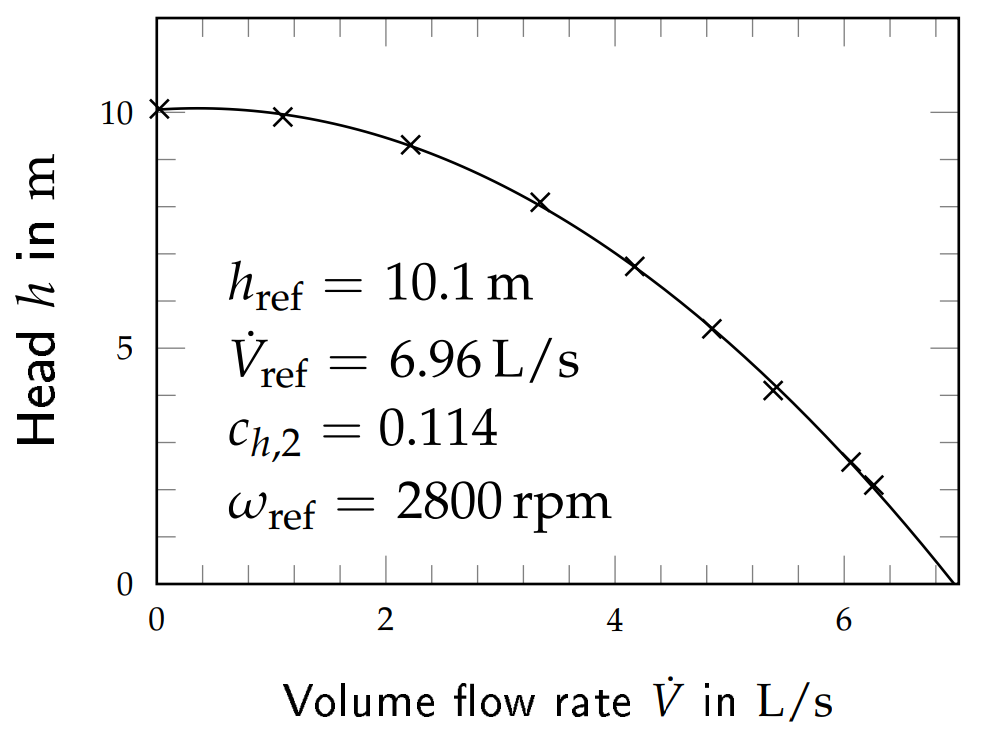 Head h in m
10
5
0
h_ref = 10.1 m
V̇_ref = 6.96 L/s
c_h,2 = 0.114
ω_ref = 2800 rpm
0 2 4 6
Volume flow rate V̇ in L/s